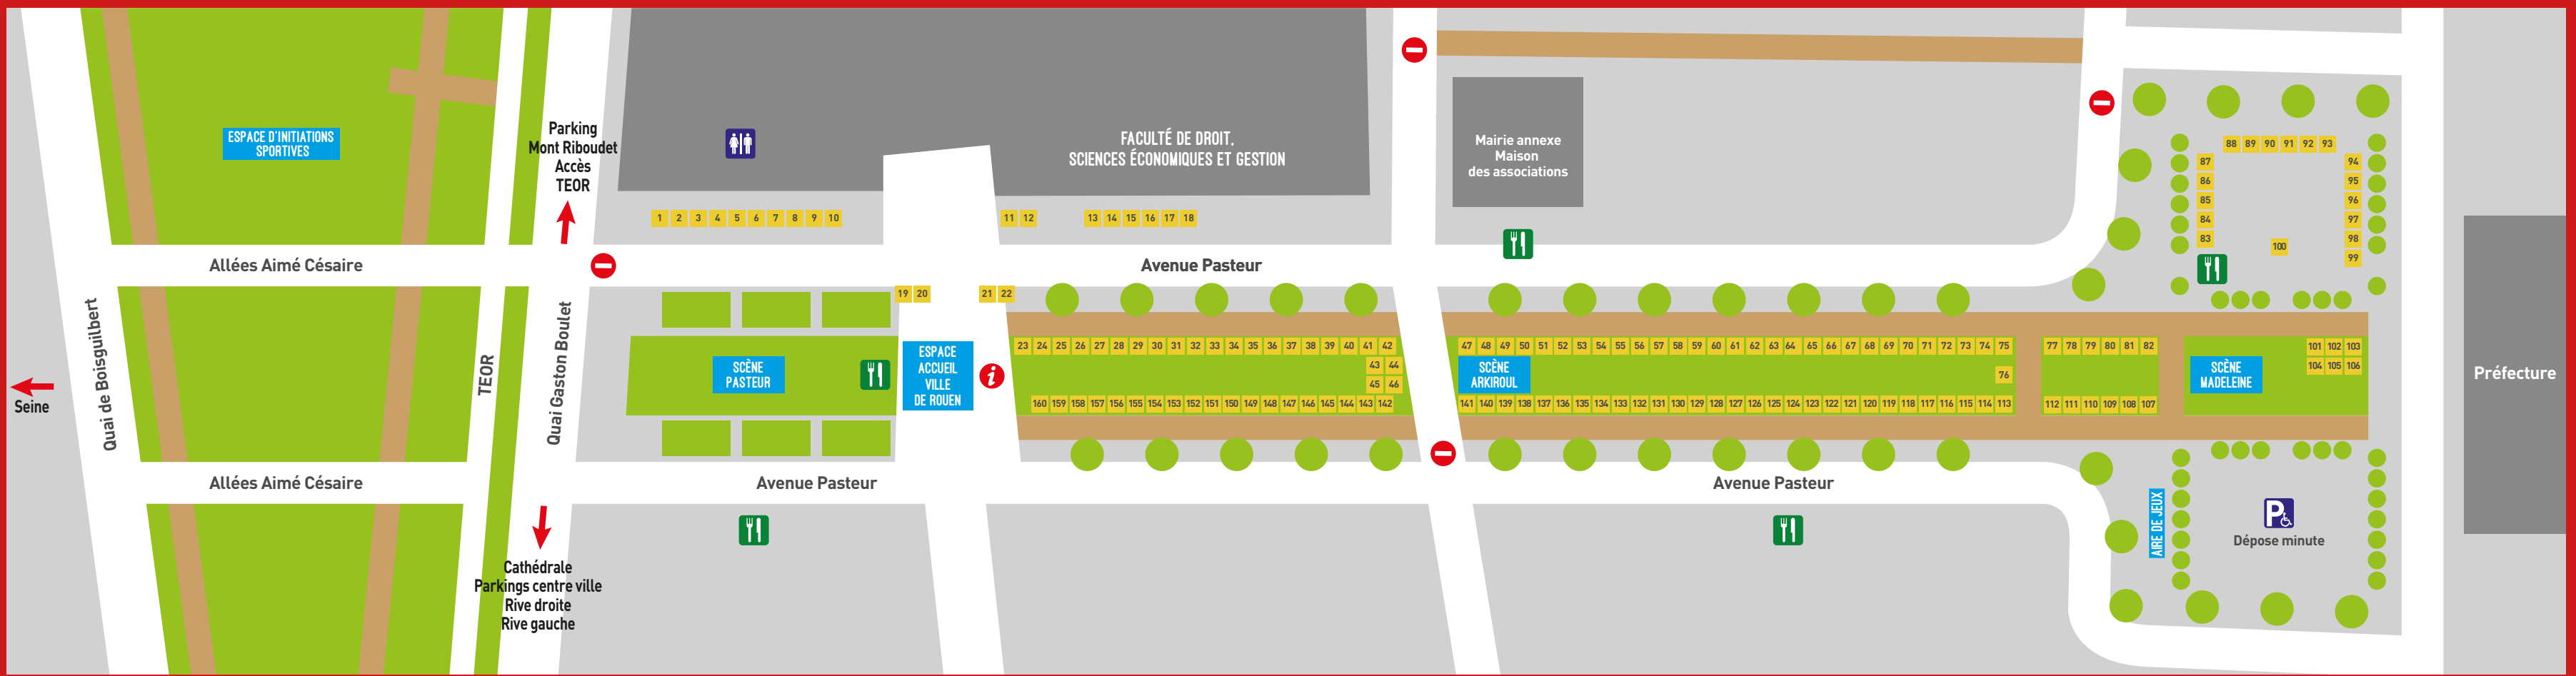 ESPACE D'INITIATIONS
SPORTIVES
Parking
Mont Riboudet
Accès
TEOR
FACULTÉ DE DROIT,
SCIENCES ÉCONOMIQUES ET GESTION
Mairie annexe
Maison
des associations
88 89 90 91 92 93
87
86
85
84
83
94
95
96
97
98
99
100
1 2 3 4 5 6 7 8 9 10
11 12
13 14 15 16 17 18
Allées Aimé Césaire
Avenue Pasteur
19 20
21 22
Quai de Boisguilbert
TEOR
Quai Gaston Boulet
Seine
SCÈNE
PASTEUR
ESPACE
ACCUEIL
VILLE
DE ROUEN
i
23 24 25 26 27 28 29 30 31 32 33 34 35 36 37 38 39 40 41 42
43 44
45 46
160 159 158 157 156 155 154 153 152 151 150 149 148 147 146 145 144 143 142
47 48 49 50 51 52 53 54 55 56 57 58 59 60 61 62 63 64 65 66 67 68 69 70 71 72 73 74 75
SCÈNE
ARKIROUL
76
141 140 139 138 137 136 135 134 133 132 131 130 129 128 127 126 125 124 123 122 121 120 119 118 117 116 115 114 113
77 78 79 80 81 82
112 111 110 109 108 107
SCÈNE
MADELEINE
101 102 103
104 105 106
Préfecture
Allées Aimé Césaire
Avenue Pasteur
Avenue Pasteur
Cathédrale
Parkings centre ville
Rive droite
Rive gauche
AIRE DE JEUX
P
Dépose minute